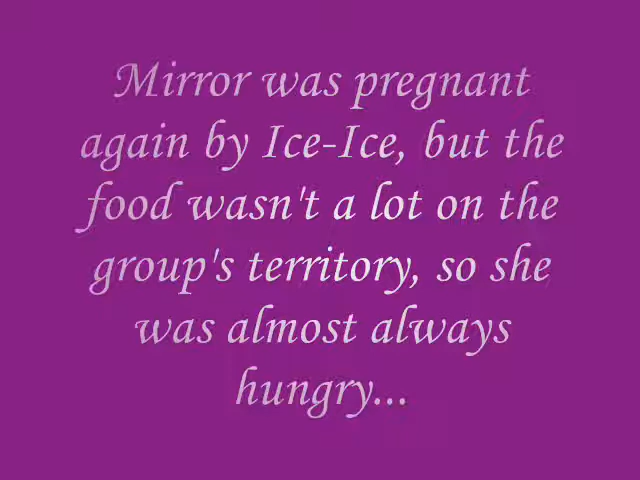 Mirror was pregnant
again by Ice-Ice, but the
food wasn't a lot on the
group's territory, so she
was almost always
hungry...